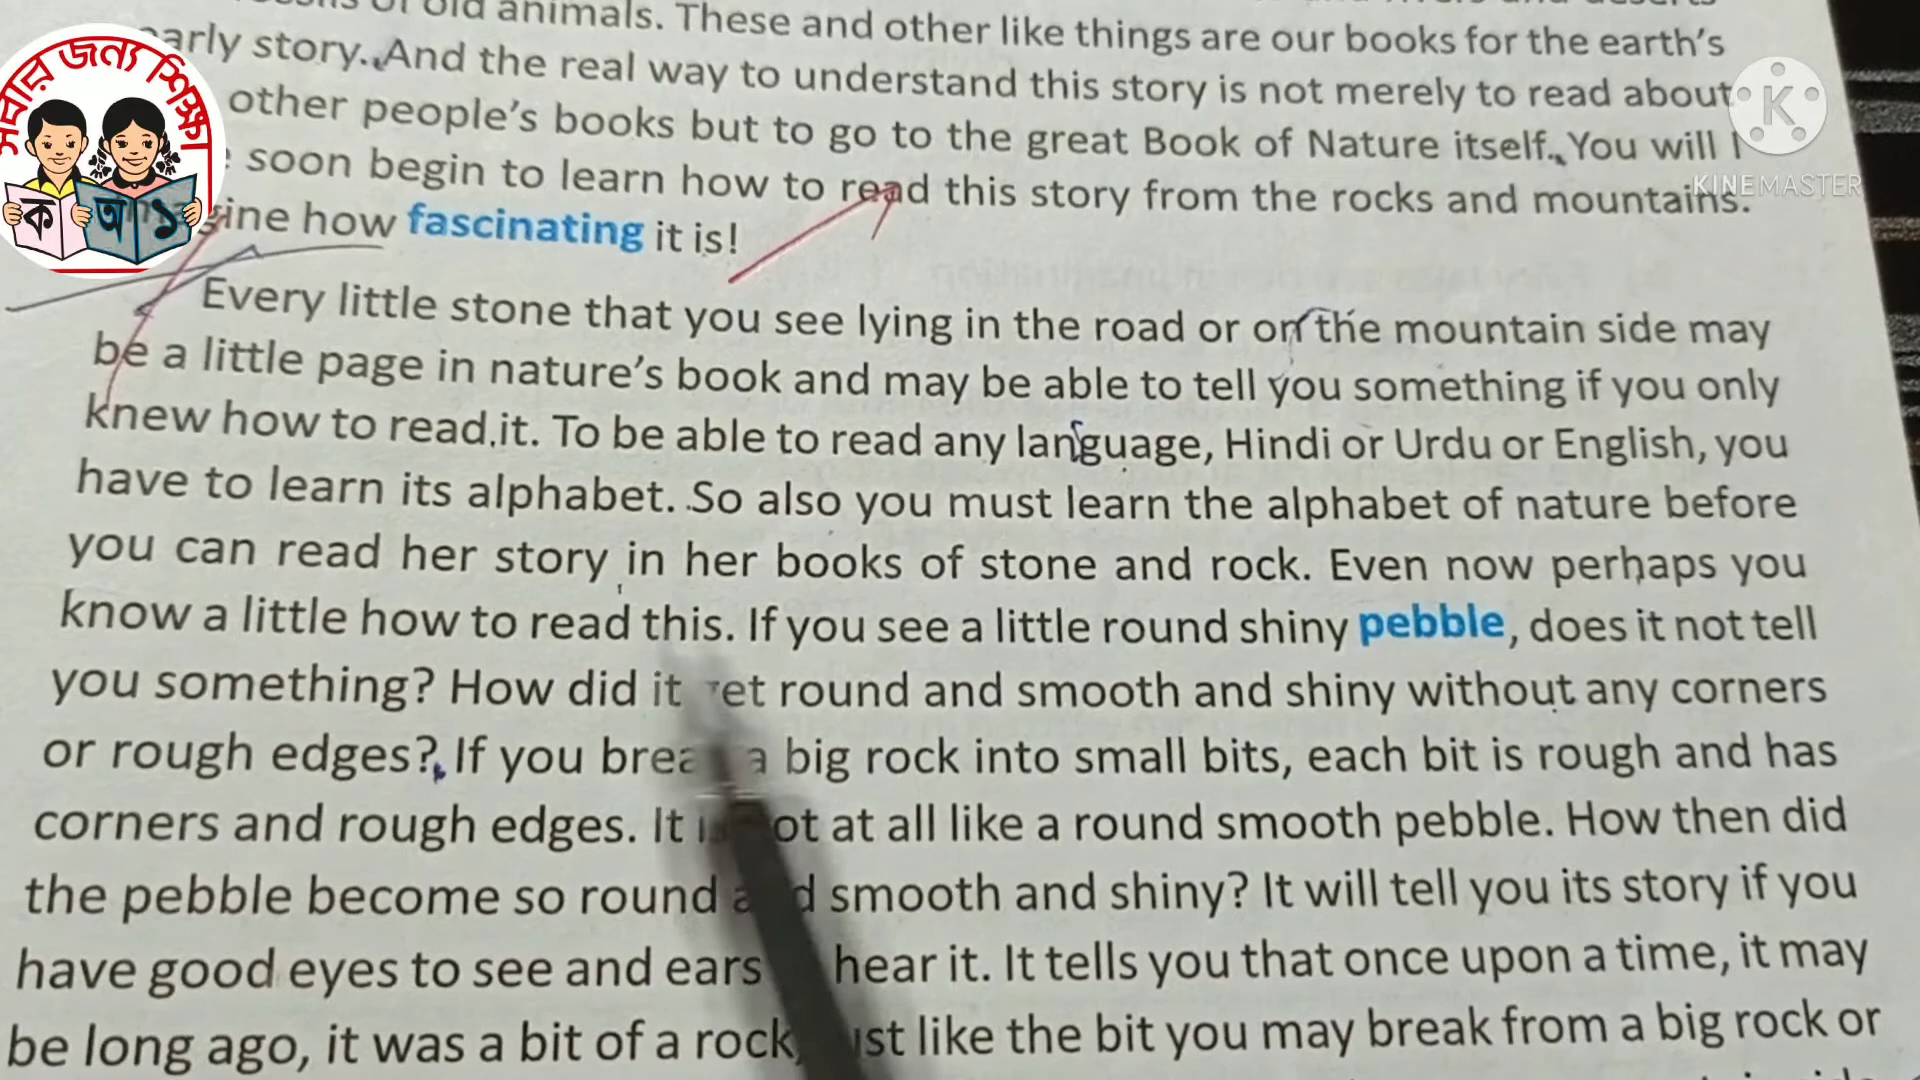 of old animals. These and other like things are our books for the earth's
early story. And the real way to understand this story is not merely to read about
other people's books but to go to the great Book of Nature itself. You will I
soon begin to learn how to read this story from the rocks and mountains.
imagine how fascinating it is!
Every little stone that you see lying in the road or on the mountain side may
be a little page in nature's book and may be able to tell you something if you only
knew how to read it. To be able to read any language, Hindi or Urdu or English, you
have to learn its alphabet. So also you must learn the alphabet of nature before
you can read her story in her books of stone and rock. Even now perhaps you
know a little how to read this. If you see a little round shiny pebble, does it not tell
you something? How did it get round and smooth and shiny without any corners
or rough edges? If you break a big rock into small bits, each bit is rough and has
corners and rough edges. It is not at all like a round smooth pebble. How then did
the pebble become so round and smooth and shiny? It will tell you its story if you
have good eyes to see and ears hear it. It tells you that once upon a time, it may
be long ago, it was a bit of a rock, just like the bit you may break from a big rock or
সবার জন্য শিক্ষা
ক অ ১
K
KINEMASTER